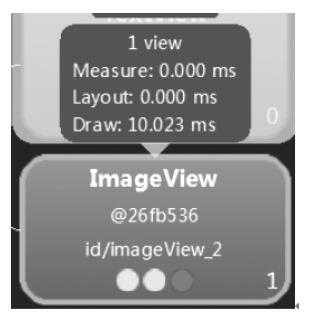 TextView
1 view
Measure: 0.000 ms
Layout: 0.000 ms
Draw: 10.023 ms
0
ImageView
@26fb536
id/imageView_2
1